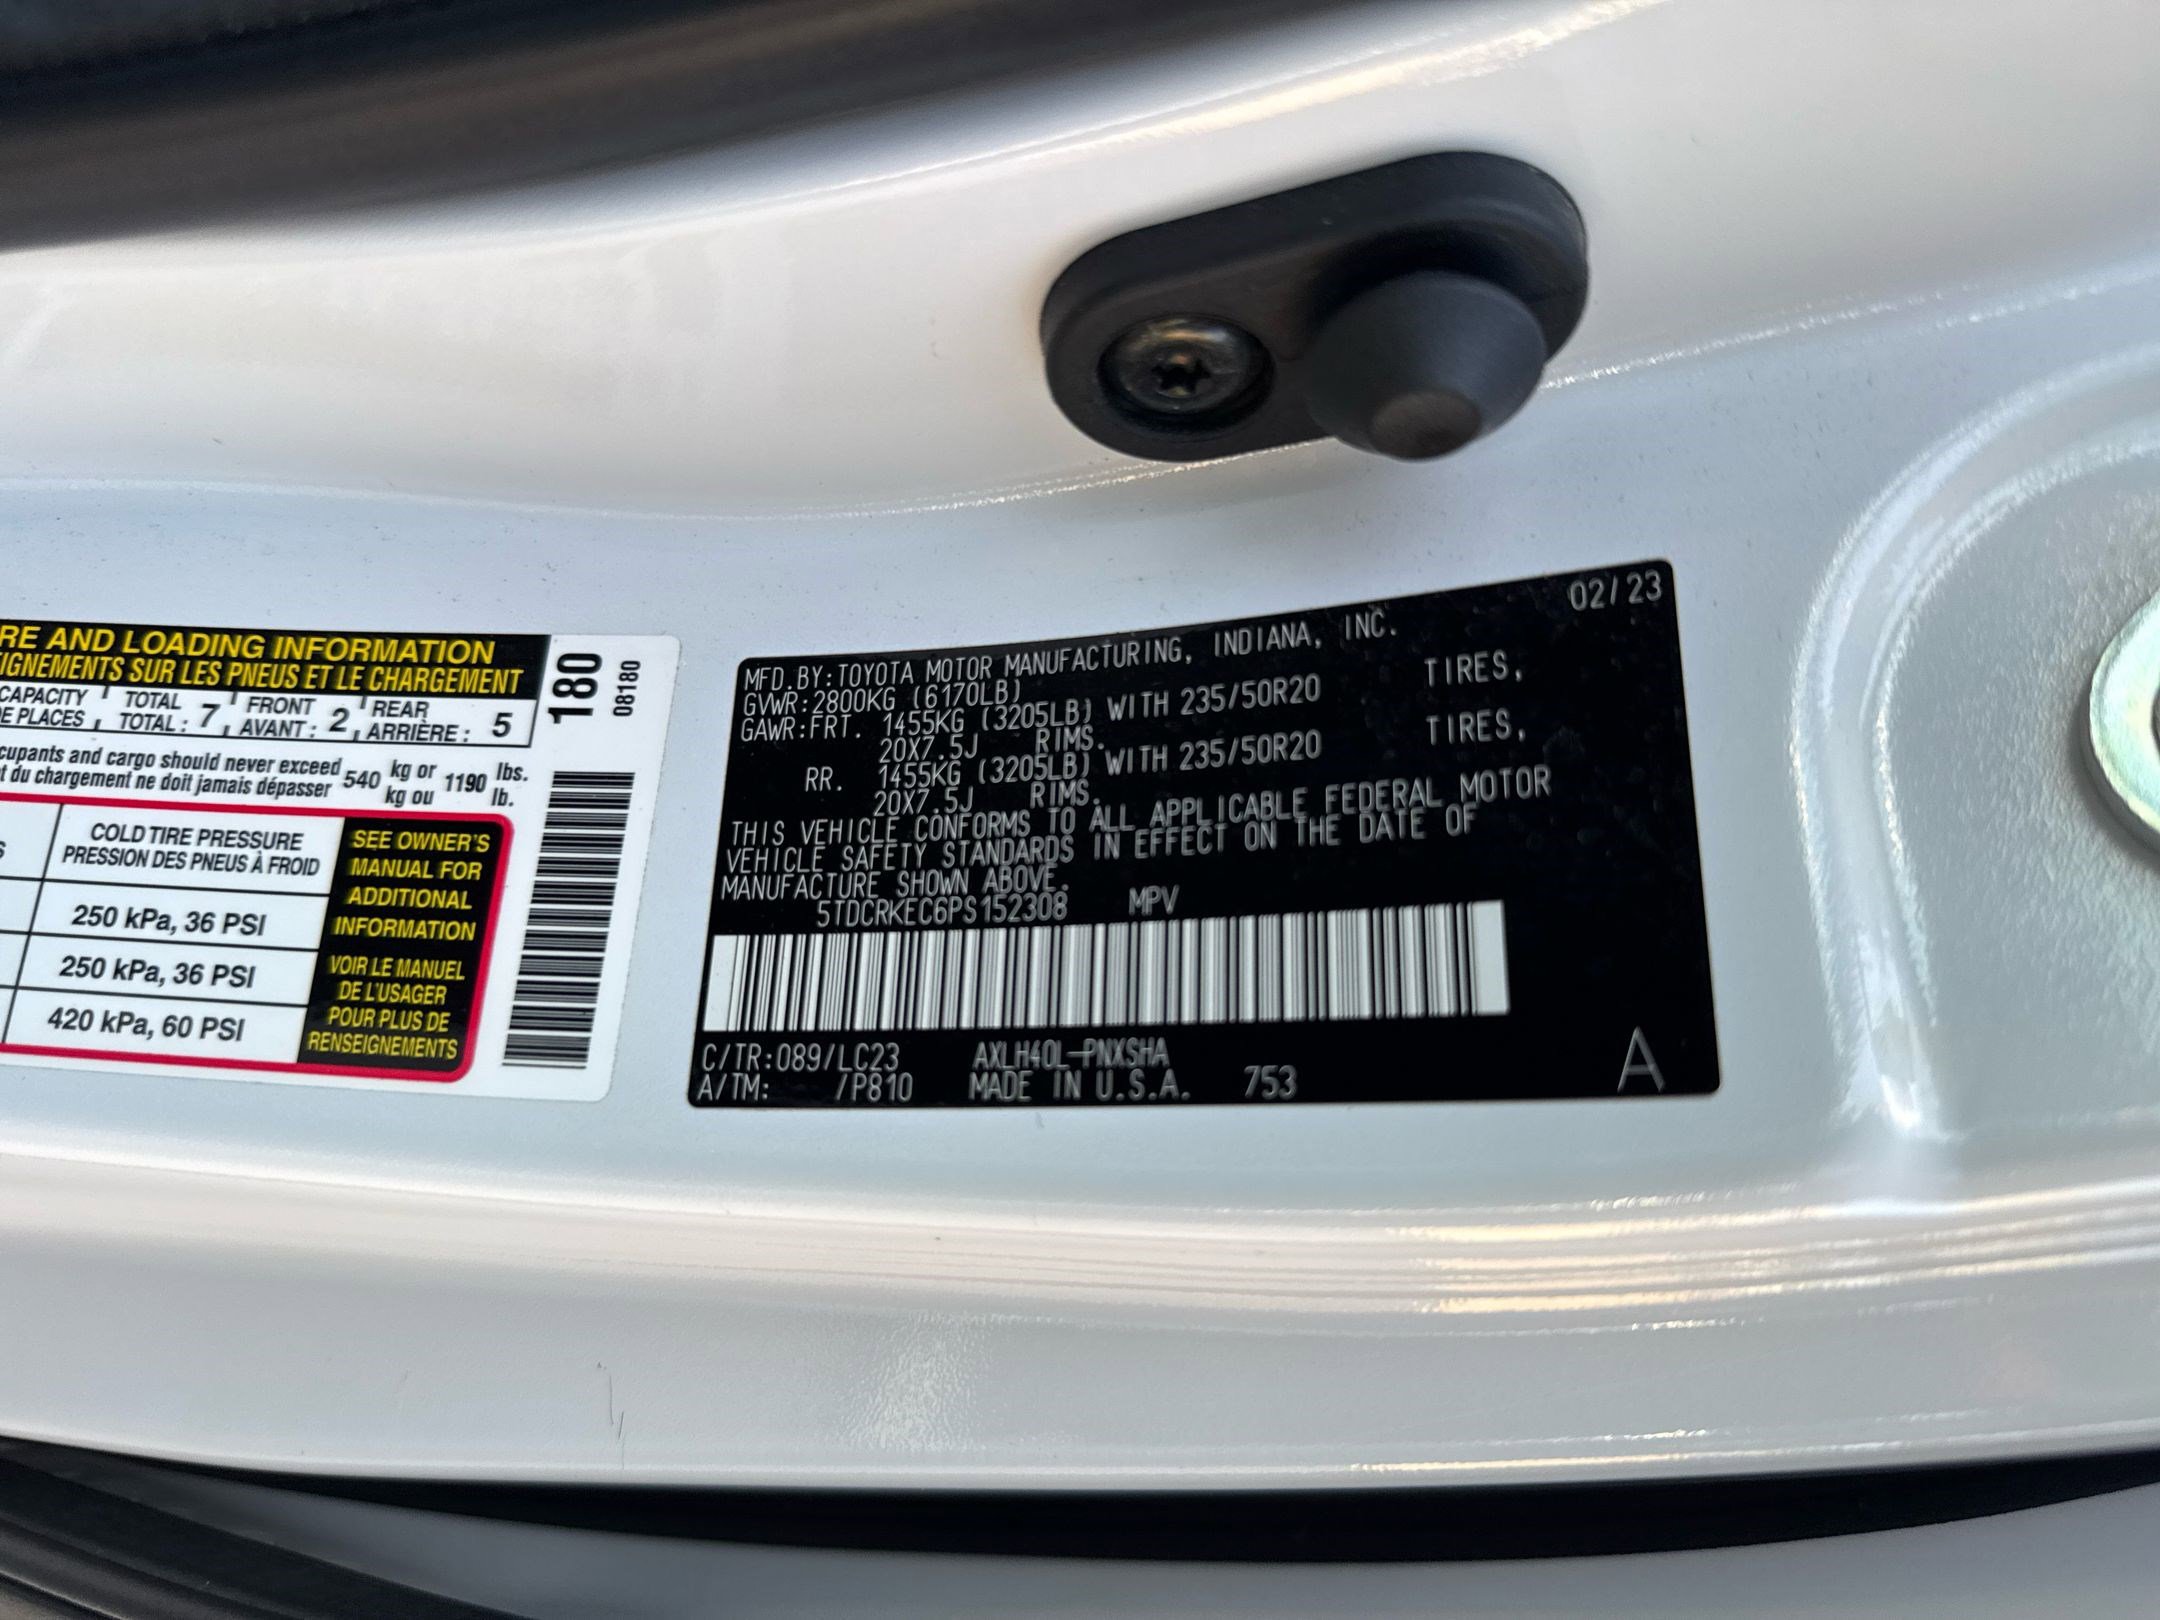 RE AND LOADING INFORMATION
IGNEMENTS SUR LES PNEUS ET LE CHARGEMENT
CAPACITY TOTAL FRONT REAR
DE PLACES TOTAL: 7 AVANT: 2 ARRIÈRE: 5
cupants and cargo should never exceed 540 kg or 1190 lbs.
t du chargement ne doit jamais dépasser kg ou lb.
COLD TIRE PRESSURE
PRESSION DES PNEUS À FROID
250 kPa, 36 PSI
250 kPa, 36 PSI
420 kPa, 60 PSI
SEE OWNER'S
MANUAL FOR
ADDITIONAL
INFORMATION
VOIR LE MANUEL
DE L'USAGER
POUR PLUS DE
RENSEIGNEMENTS
180
08180
02/23
MFD.BY:TOYOTA MOTOR MANUFACTURING, INDIANA, INC.
GVWR:2800KG (6170LB)
GAWR:FRT. 1455KG (3205LB) WITH 235/50R20 TIRES,
20X7.5J RIMS.
RR. 1455KG (3205LB) WITH 235/50R20 TIRES,
20X7.5J RIMS.
THIS VEHICLE CONFORMS TO ALL APPLICABLE FEDERAL MOTOR
VEHICLE SAFETY STANDARDS IN EFFECT ON THE DATE OF
MANUFACTURE SHOWN ABOVE.
5TDCRKEC6PS152308 MPV
C/TR:089/LC23 AXLH40L-PNXSHA
A/TM: /P810 MADE IN U.S.A. 753
A